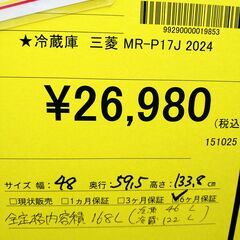 99290000019853
★冷蔵庫 三菱 MR-P17J 2024
¥26,980
(税込
151025
サイズ 幅: 48 奥行: 59,5 高さ: 133.8 cm
□現状販売 □1ヵ月保証 □3ヶ月保証 ☑6ヶ月保証
全定格内容積 168L (冷凍 46 L
冷蔵 122 L)